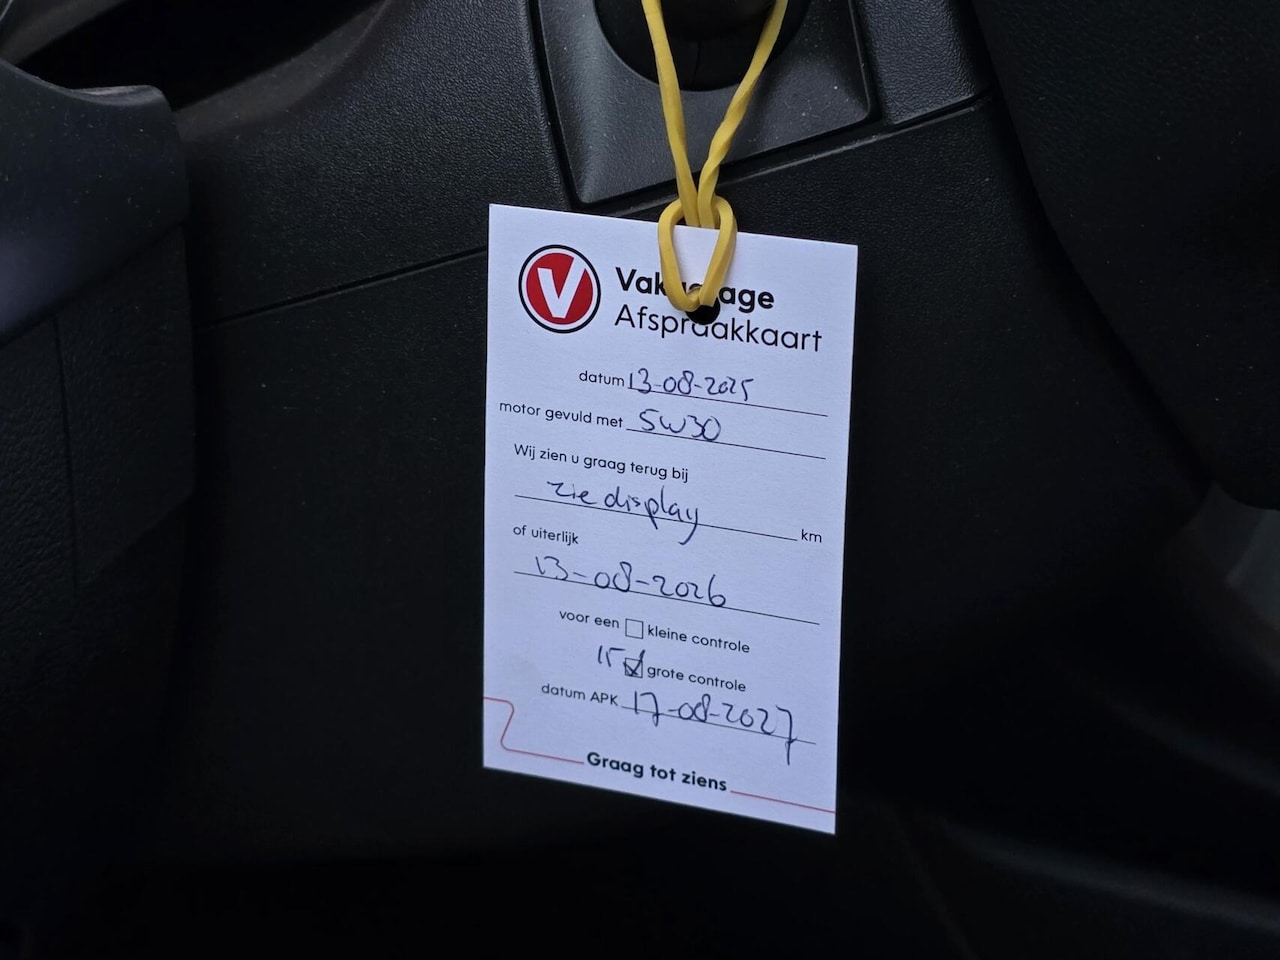 V
Vakgarage
Afspraakkaart
datum 13-08-2025
motor gevuld met 5W30
Wij zien u graag terug bij
zie display km
of uiterlijk
13-08-2026
voor een kleine controle
grote controle
datum APK 17-08-2027
Graag tot ziens